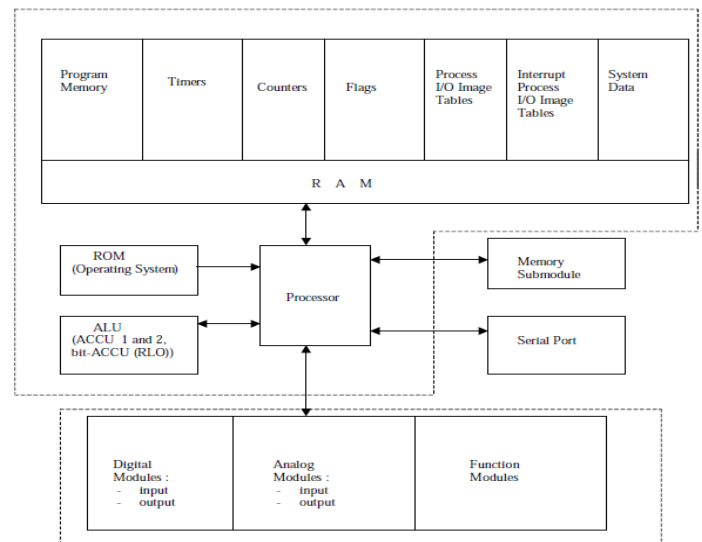 Program
Memory
Timers
Counters
Flags
Process
I/O Image
Tables
Interrupt
Process
I/O Image
Tables
System
Data
R A M
ROM
(Operating System)
Processor
Memory
Submodule
ALU
(ACCU 1 and 2,
bit-ACCU (RLO))
Serial Port
Digital
Modules :
- input
- output
Analog
Modules :
- input
- output
Function
Modules